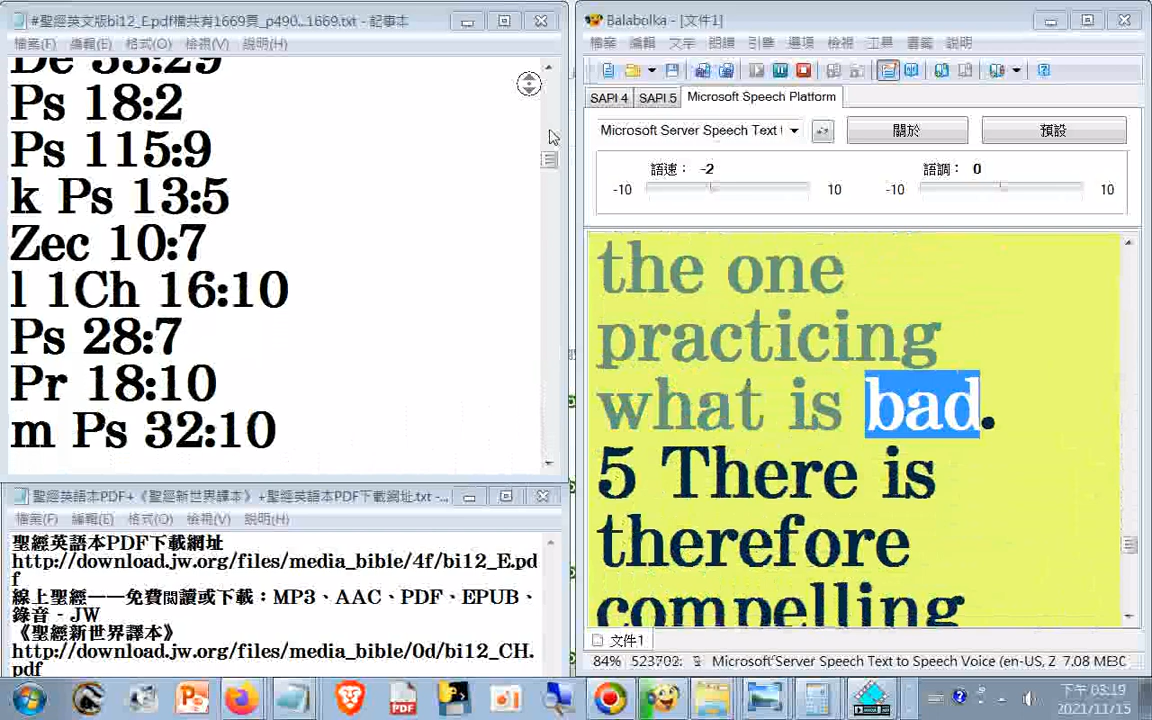 #聖經英文版bi12_E.pdf檔共有1669頁_p490...1669.txt - 記事本
檔案(F) 編輯(E) 格式(O) 檢視(V) 說明(H)
De 33:29
Ps 18:2
Ps 115:9
k Ps 13:5
Zec 10:7
l 1Ch 16:10
Ps 28:7
Pr 18:10
m Ps 32:10
聖經英語本PDF+《聖經新世界譯本》+聖經英語本PDF下載網址.txt -...
檔案(F) 編輯(E) 格式(O) 檢視(V) 說明(H)
聖經英語本PDF下載網址
http://download.jw.org/files/media_bible/4f/bi12_E.pd
f
線上聖經——免費閱讀或下載：MP3、AAC、PDF、EPUB、
錄音 - JW
《聖經新世界譯本》
http://download.jw.org/files/media_bible/0d/bi12_CH.
pdf
Balabolka - [文件1]
檔案 編輯 文字 朗讀 引擎 選項 檢視 工具 書籤 說明
SAPI 4 SAPI 5 Microsoft Speech Platform
Microsoft Server Speech Text 關於 預設
語速： -2 語調： 0
-10 10 -10 10
the one
practicing
what is bad.
5 There is
therefore
compelling
文件1
84% 523702: Microsoft Server Speech Text to Speech Voice (en-US, Z 7.08 MB
PDF
下午 03:19
2021/11/15